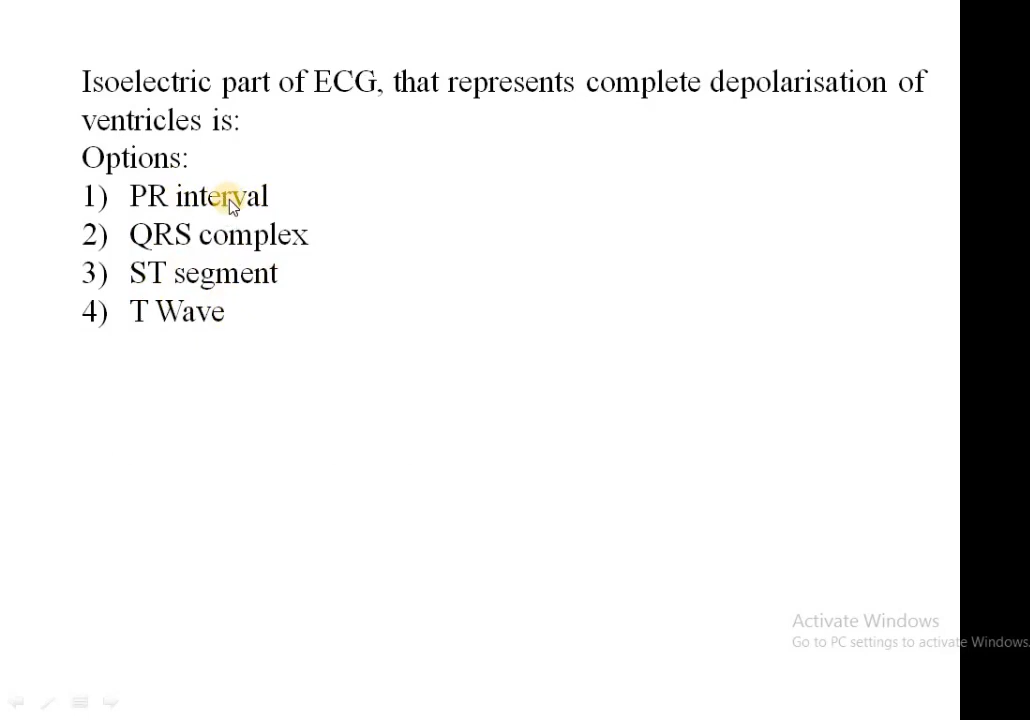 Isoelectric part of ECG, that represents complete depolarisation of
ventricles is:
Options:
1) PR interval
2) QRS complex
3) ST segment
4) T Wave
Activate Windows
Go to PC settings to activate Windows.